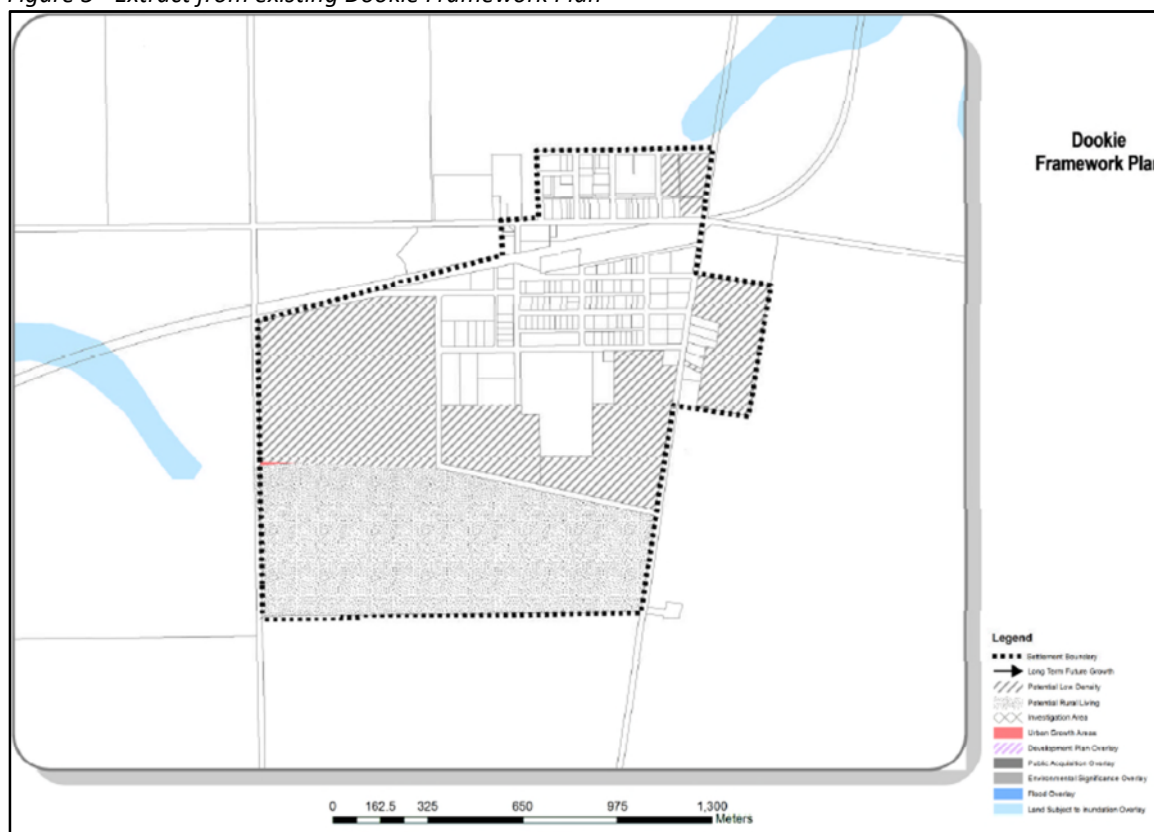 Figure 3 - Extract from existing Dookie Framework Plan
Dookie
Framework Plan
Legend
Settlement Boundary
Long Term Future Growth
Potential Low Density
Potential Rural Living
Investigation Area
Urban Growth Areas
Development Plan Overlay
Public Acquisition Overlay
Environmental Significance Overlay
Flood Overlay
Land Subject to Inundation Overlay
0 162.5 325 650 975 1,300
Meters